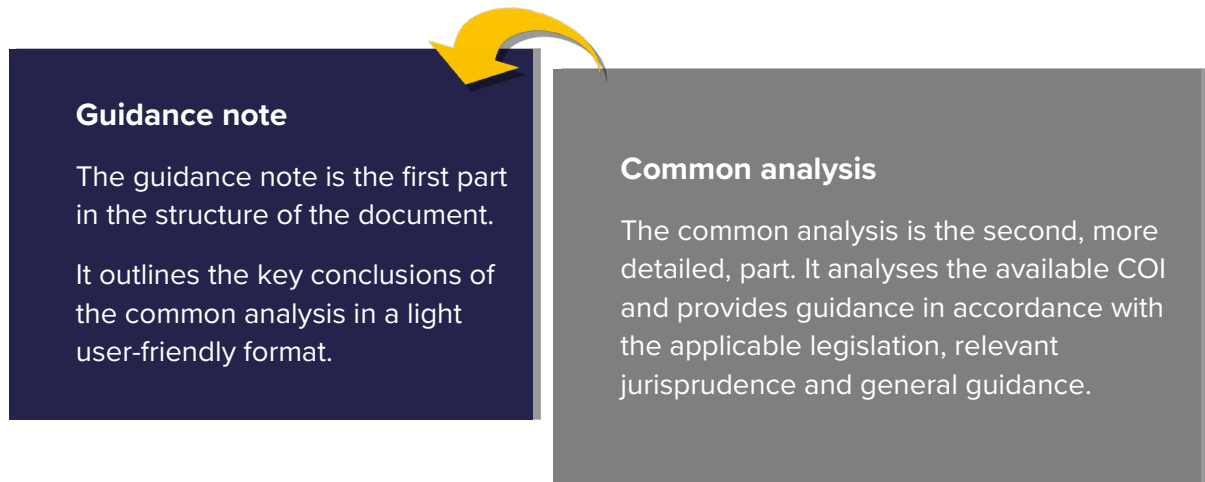 Guidance note
The guidance note is the first part
in the structure of the document.
It outlines the key conclusions of
the common analysis in a light
user-friendly format.
Common analysis
The common analysis is the second, more
detailed, part. It analyses the available COI
and provides guidance in accordance with
the applicable legislation, relevant
jurisprudence and general guidance.